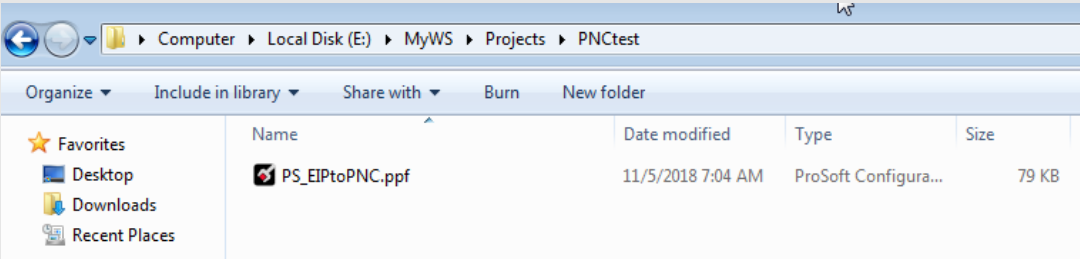 Computer Local Disk (E:) MyWS Projects PNCtest
Organize Include in library Share with Burn New folder
Name Date modified Type Size
Favorites
PS_EIPtoPNC.ppf 11/5/2018 7:04 AM ProSoft Configura... 79 KB
Desktop
Downloads
Recent Places